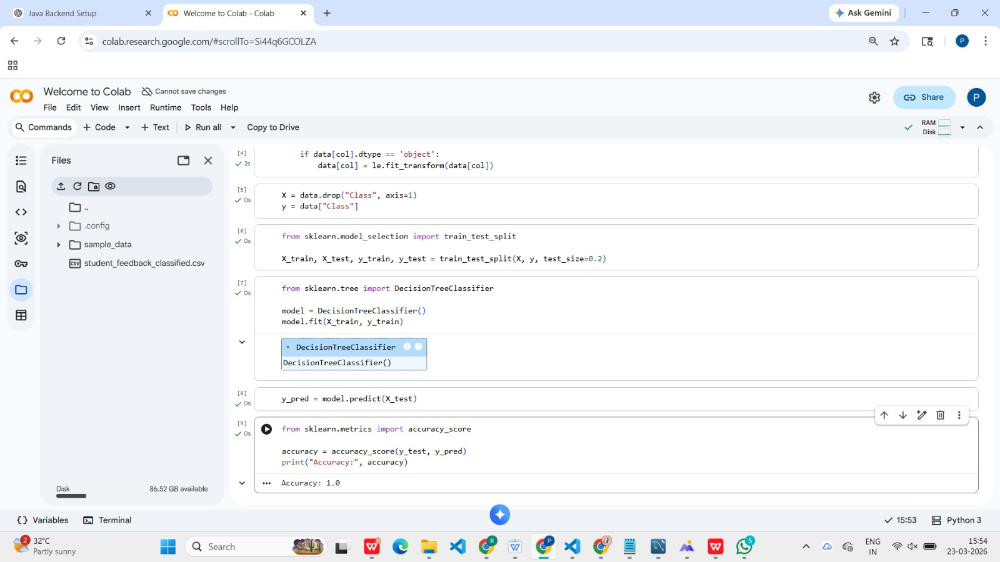 Java Backend Setup
Welcome to Colab - Colab
Ask Gemini
colab.research.google.com/#scrollTo=Si44q6GCOLZA
P
Welcome to Colab
Cannot save changes
File Edit View Insert Runtime Tools Help
Share
P
Commands + Code + Text Run all Copy to Drive
RAM
Disk
Files
..
.config
sample_data
CSV student_feedback_classified.csv
Disk 86.52 GB available
[4]
2s
if data[col].dtype == 'object':
data[col] = le.fit_transform(data[col])
[5]
0s
X = data.drop("Class", axis=1)
y = data["Class"]
[6]
0s
from sklearn.model_selection import train_test_split
X_train, X_test, y_train, y_test = train_test_split(X, y, test_size=0.2)
[7]
0s
from sklearn.tree import DecisionTreeClassifier
model = DecisionTreeClassifier()
model.fit(X_train, y_train)
DecisionTreeClassifier
DecisionTreeClassifier()
[8]
0s
y_pred = model.predict(X_test)
[9]
0s
from sklearn.metrics import accuracy_score
accuracy = accuracy_score(y_test, y_pred)
print("Accuracy:", accuracy)
Accuracy: 1.0
{} Variables Terminal
15:53 Python 3
2
32°C
Partly sunny
Search
B
P
5
ENG
IN
15:54
23-03-2026